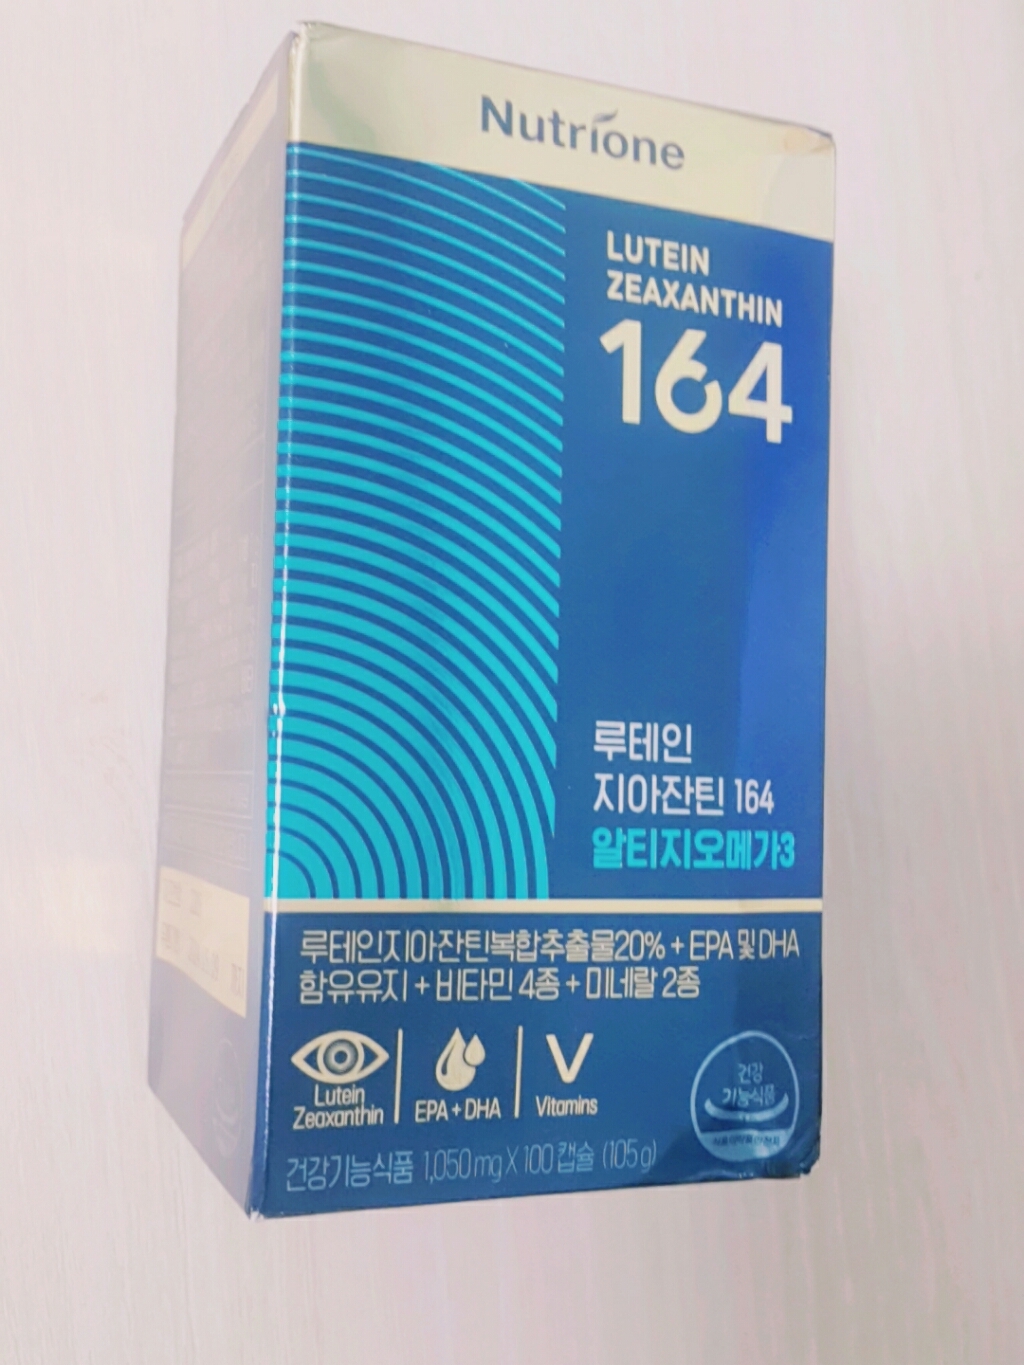 Nutrione
LUTEIN
ZEAXANTHIN
164
루테인
지아잔틴 164
알티지오메가3
루테인지아잔틴복합추출물20% + EPA 및 DHA
함유유지 + 비타민 4종 + 미네랄 2종
Lutein
Zeaxanthin
EPA + DHA
V
Vitamins
건강
기능식품
건강기능식품 1,050 mg X 100 캡슐 (105 g)